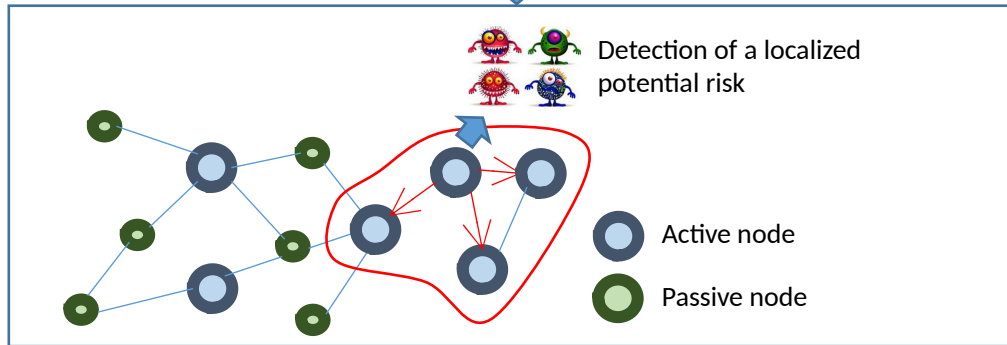 Detection of a localized
potential risk
Active node
Passive node